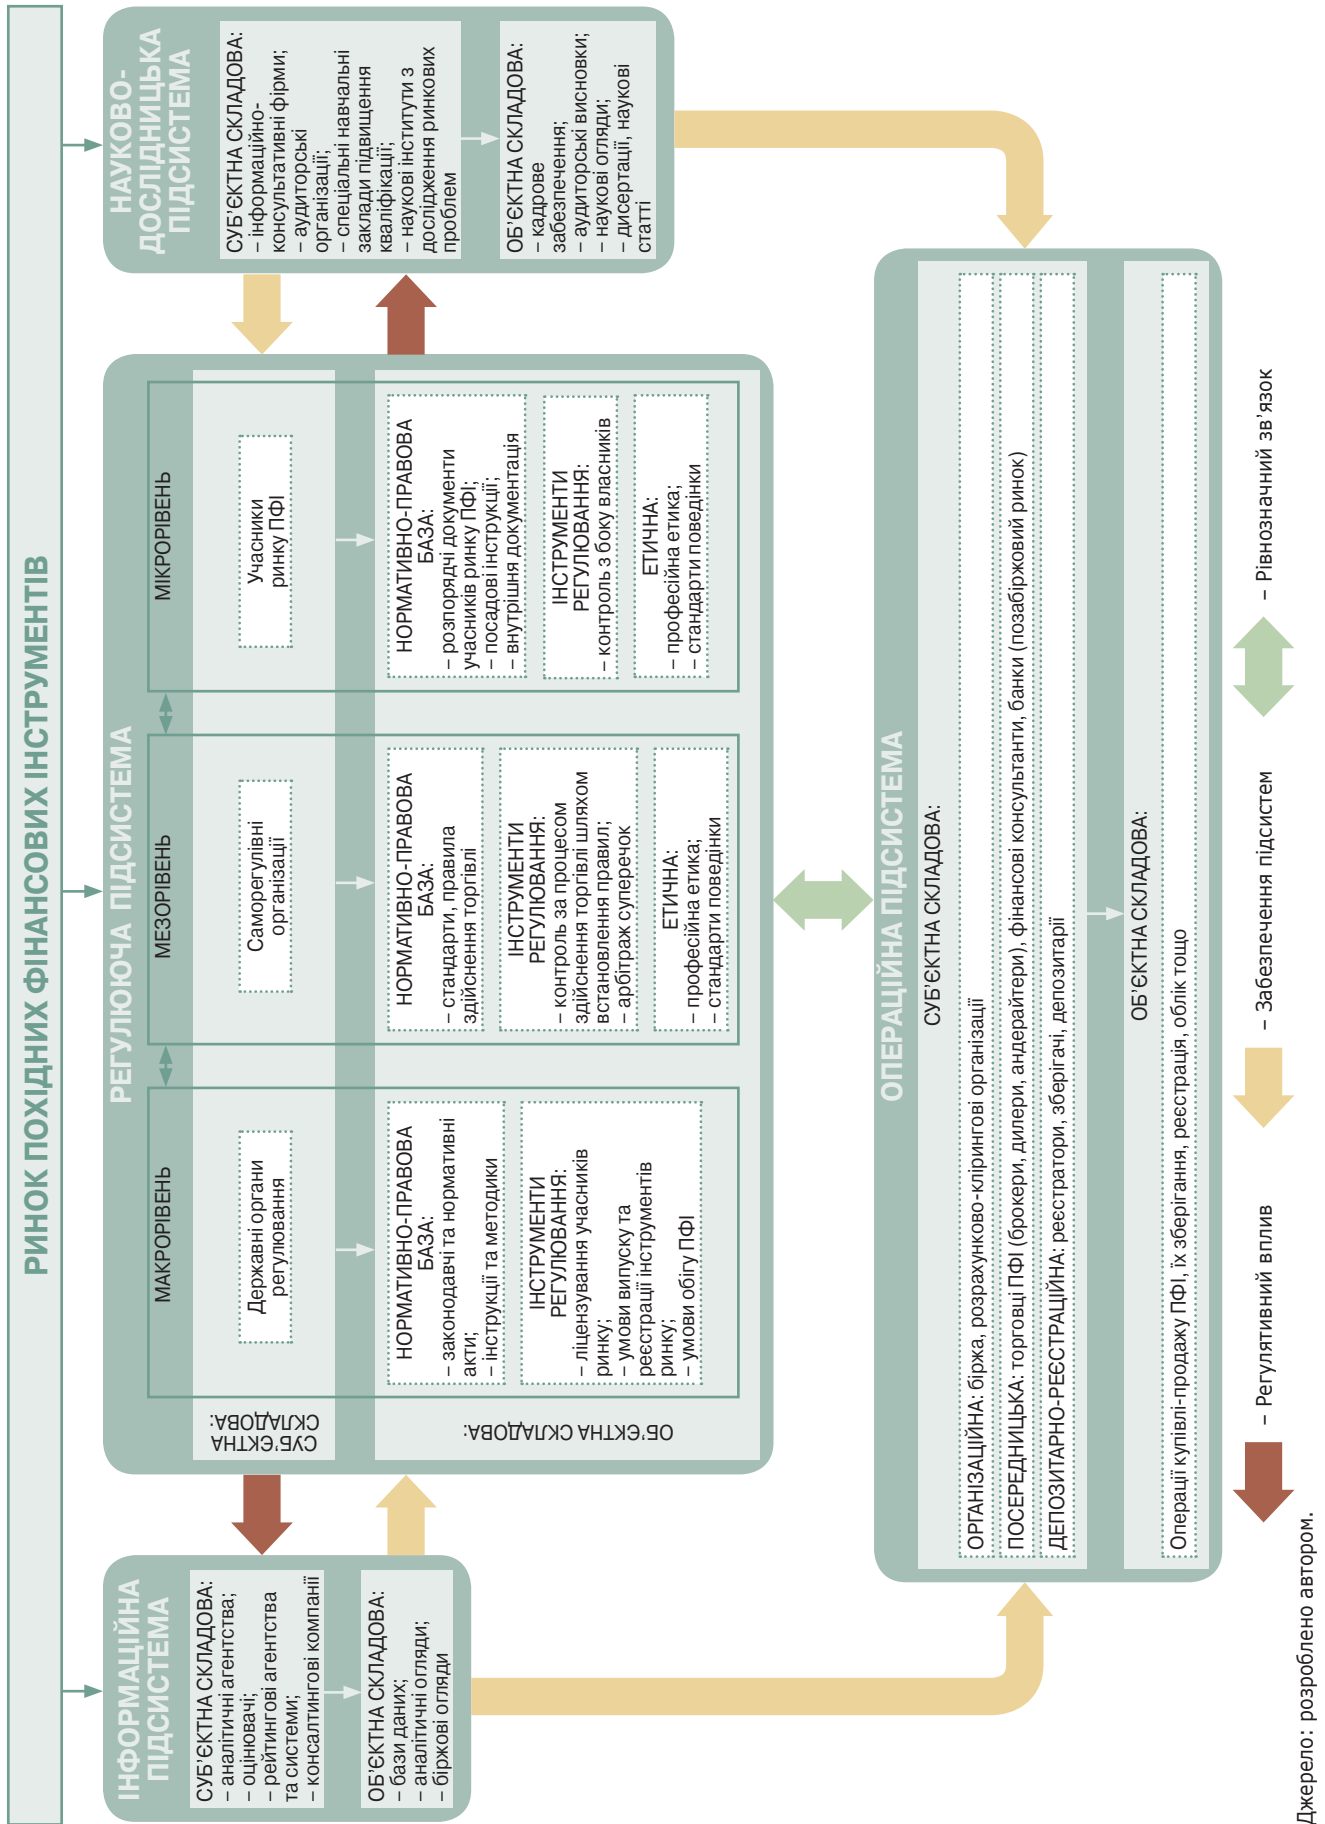 РИНОК ПОХІДНИХ ФІНАНСОВИХ ІНСТРУМЕНТІВ
ІНФОРМАЦІЙНА
ПІДСИСТЕМА
СУБ'ЄКТНА СКЛАДОВА:
– аналітичні агентства;
– оцінювачі;
– рейтингові агентства
та системи;
– консалтингові компанії
ОБ'ЄКТНА СКЛАДОВА:
– бази даних;
– аналітичні огляди;
– біржові огляди
РЕГУЛЮЮЧА ПІДСИСТЕМА
СУБ'ЄКТНА
СКЛАДОВА:
ОБ'ЄКТНА СКЛАДОВА:
МАКРОРІВЕНЬ
Державні органи
регулювання
НОРМАТИВНО-ПРАВОВА
БАЗА:
– законодавчі та нормативні
акти;
– інструкції та методики
ІНСТРУМЕНТИ
РЕГУЛЮВАННЯ:
– ліцензування учасників
ринку;
– умови випуску та
реєстрації інструментів
ринку;
– умови обігу ПФІ
МЕЗОРІВЕНЬ
Саморегулівні
організації
НОРМАТИВНО-ПРАВОВА
БАЗА:
– стандарти, правила
здійснення торгівлі
ІНСТРУМЕНТИ
РЕГУЛЮВАННЯ:
– контроль за процесом
здійснення торгівлі шляхом
встановлення правил;
– арбітраж суперечок
ЕТИЧНА:
– професійна етика;
– стандарти поведінки
МІКРОРІВЕНЬ
Учасники
ринку ПФІ
НОРМАТИВНО-ПРАВОВА
БАЗА:
– розпорядчі документи
учасників ринку ПФІ;
– посадові інструкції;
– внутрішня документація
ІНСТРУМЕНТИ
РЕГУЛЮВАННЯ:
– контроль з боку власників
ЕТИЧНА:
– професійна етика;
– стандарти поведінки
НАУКОВО-
ДОСЛІДНИЦЬКА
ПІДСИСТЕМА
СУБ'ЄКТНА СКЛАДОВА:
– інформаційно-
консультативні фірми;
– аудиторські
організації;
– спеціальні навчальні
заклади підвищення
кваліфікації;
– наукові інститути з
дослідження ринкових
проблем
ОБ'ЄКТНА СКЛАДОВА:
– кадрове
забезпечення;
– аудиторські висновки;
– наукові огляди;
– дисертації, наукові
статті
ОПЕРАЦІЙНА ПІДСИСТЕМА
СУБ'ЄКТНА СКЛАДОВА:
ОРГАНІЗАЦІЙНА: біржа, розрахунково-клірингові організації
ПОСЕРЕДНИЦЬКА: торговці ПФІ (брокери, дилери, андерайтери), фінансові консультанти, банки (позабіржовий ринок)
ДЕПОЗИТАРНО-РЕЄСТРАЦІЙНА: реєстратори, зберігачі, депозитарії
ОБ'ЄКТНА СКЛАДОВА:
Операції купівлі-продажу ПФІ, їх зберігання, реєстрація, облік тощо
– Регулятивний вплив
– Забезпечення підсистем
– Рівнозначний зв'язок
Джерело: розроблено автором.